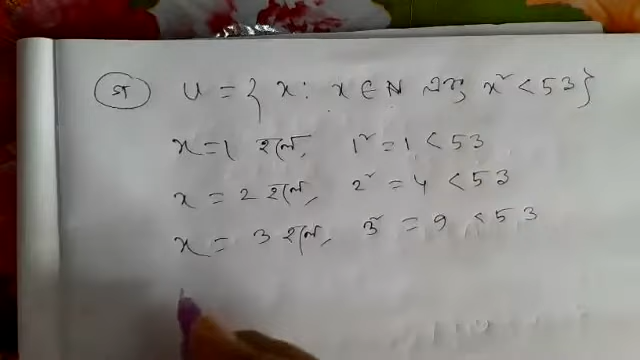 U = { x : x ∈ N এবং x² < 53 }
x = 1 হলে, 1² = 1 < 53
x = 2 হলে, 2² = 4 < 53
x = 3 হলে, 3² = 9 < 53